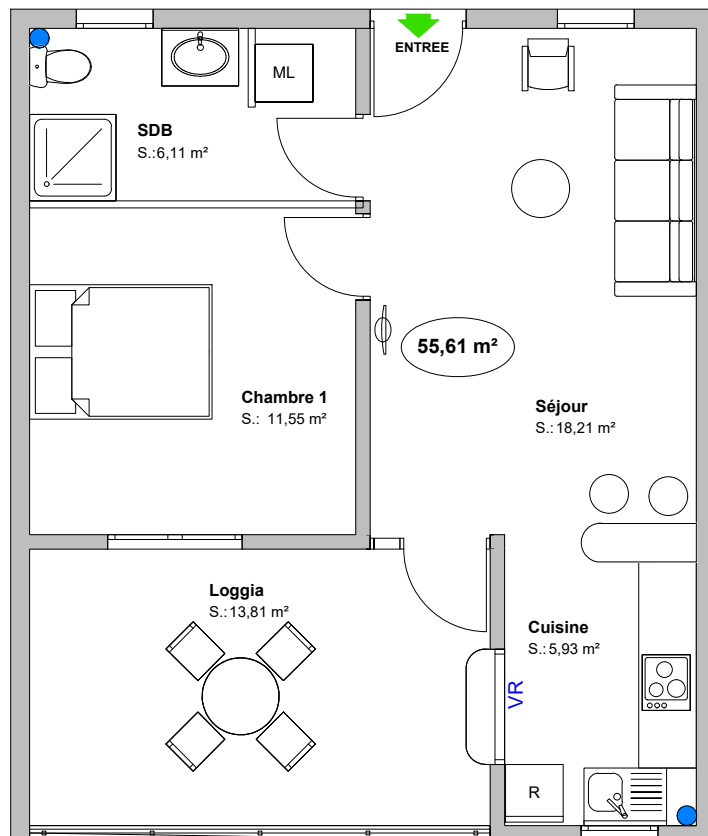 ENTREE
ML
SDB
S.:6,11 m²
55,61 m²
Chambre 1
S.: 11,55 m²
Séjour
S.: 18,21 m²
Loggia
S.: 13,81 m²
Cuisine
S.: 5,93 m²
VR
R